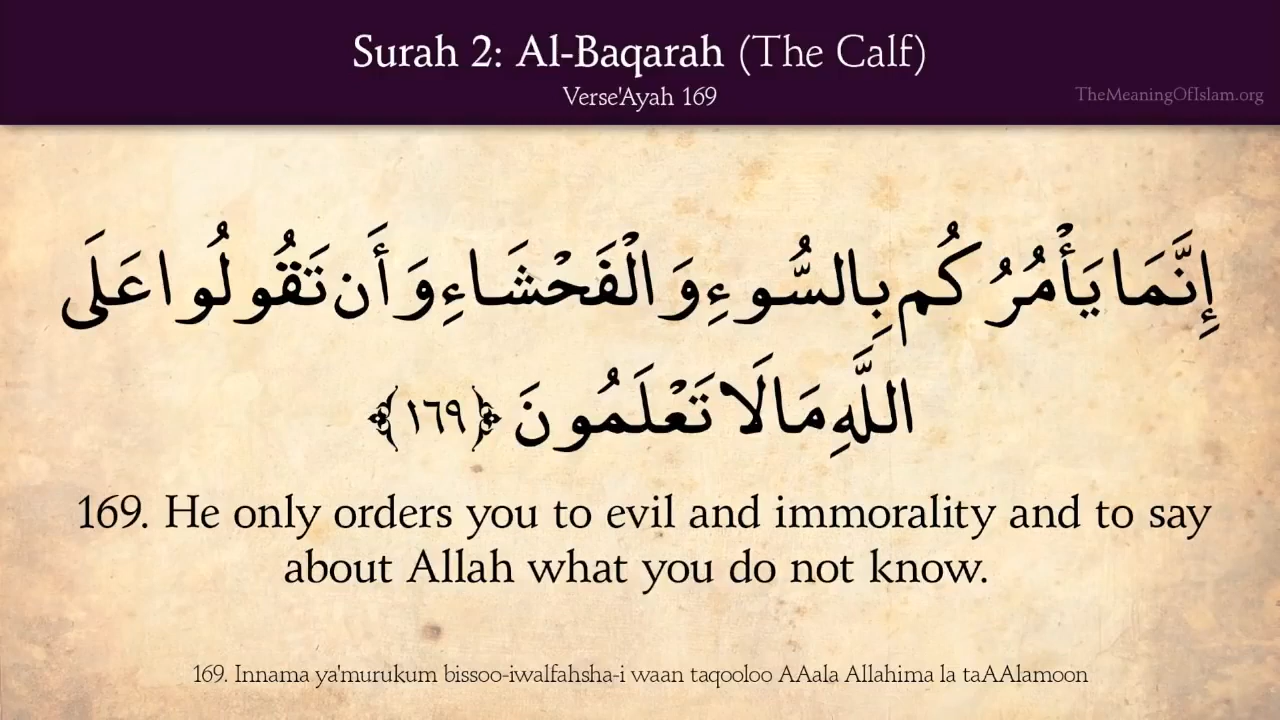 Surah 2: Al-Baqarah (The Calf)
Verse'Ayah 169
TheMeaningOfIslam.org
إِنَّمَا يَأْمُرُكُم بِالسُّوءِ وَالْفَحْشَاءِ وَأَن تَقُولُوا عَلَى
اللَّهِ مَا لَا تَعْلَمُونَ ﴿١٦٩﴾
169. He only orders you to evil and immorality and to say
about Allah what you do not know.
169. Innama ya'murukum bissoo-iwalfahsha-i waan taqooloo AAala Allahima la taAAlamoon